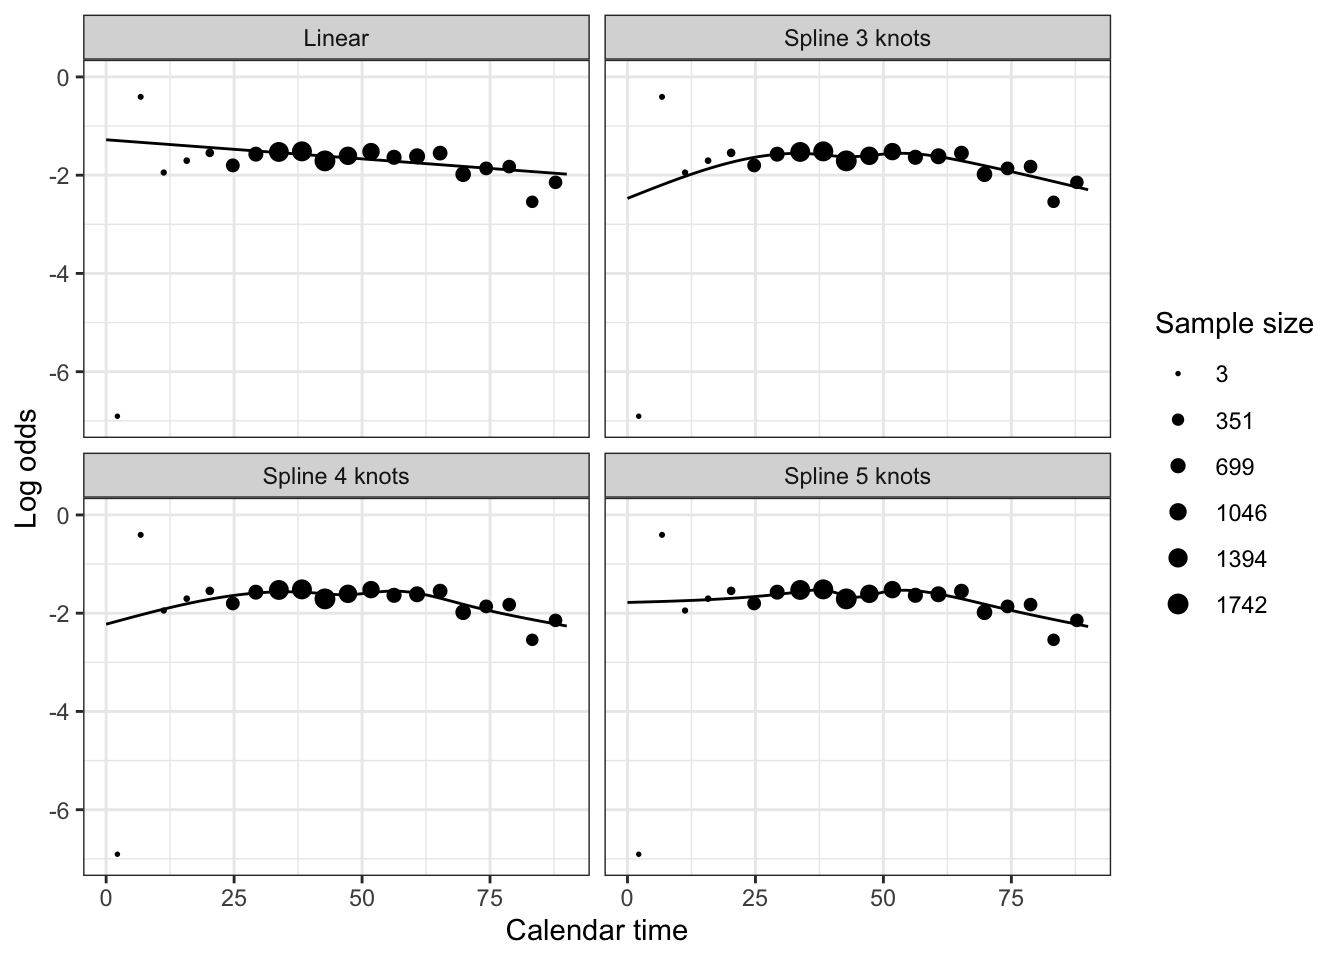 Linear
Spline 3 knots
0
-2
-4
-6
Spline 4 knots
Spline 5 knots
0
-2
-4
-6
0 25 50 75
0 25 50 75
Calendar time
Log odds
Sample size
3
351
699
1046
1394
1742